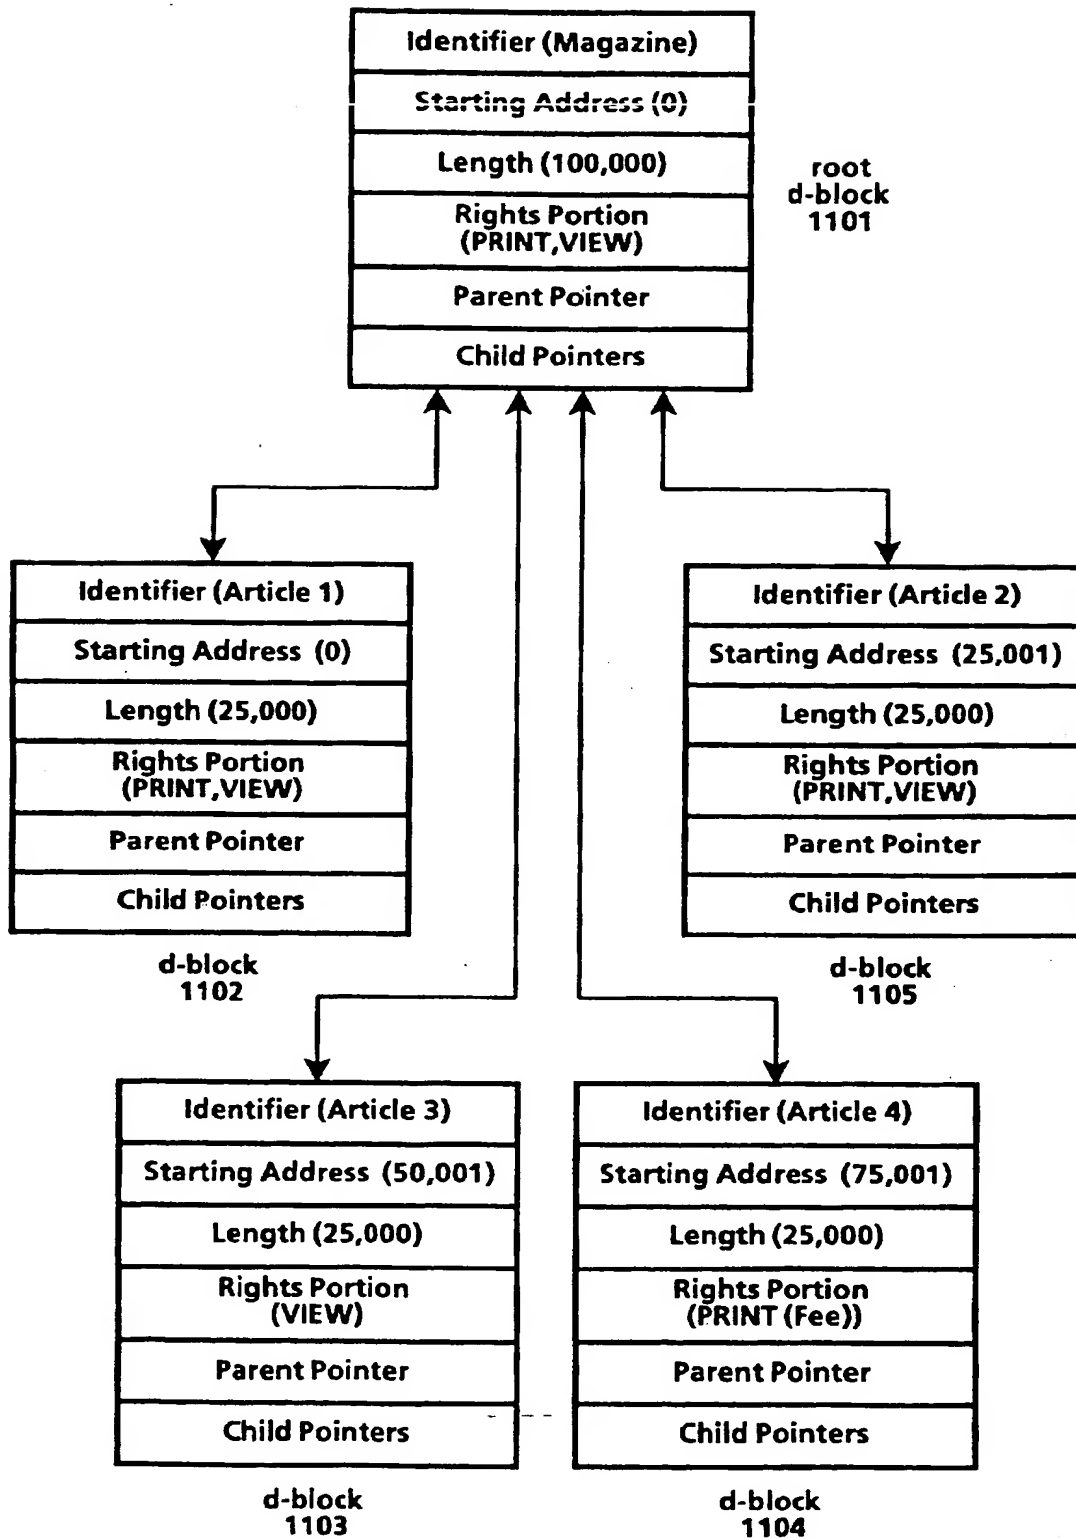 Identifier (Magazine)
Starting Address (0)
Length (100,000)
Rights Portion
(PRINT,VIEW)
Parent Pointer
Child Pointers
root
d-block
1101
Identifier (Article 1)
Starting Address (0)
Length (25,000)
Rights Portion
(PRINT,VIEW)
Parent Pointer
Child Pointers
d-block
1102
Identifier (Article 2)
Starting Address (25,001)
Length (25,000)
Rights Portion
(PRINT,VIEW)
Parent Pointer
Child Pointers
d-block
1105
Identifier (Article 3)
Starting Address (50,001)
Length (25,000)
Rights Portion
(VIEW)
Parent Pointer
Child Pointers
d-block
1103
Identifier (Article 4)
Starting Address (75,001)
Length (25,000)
Rights Portion
(PRINT (Fee))
Parent Pointer
Child Pointers
d-block
1104